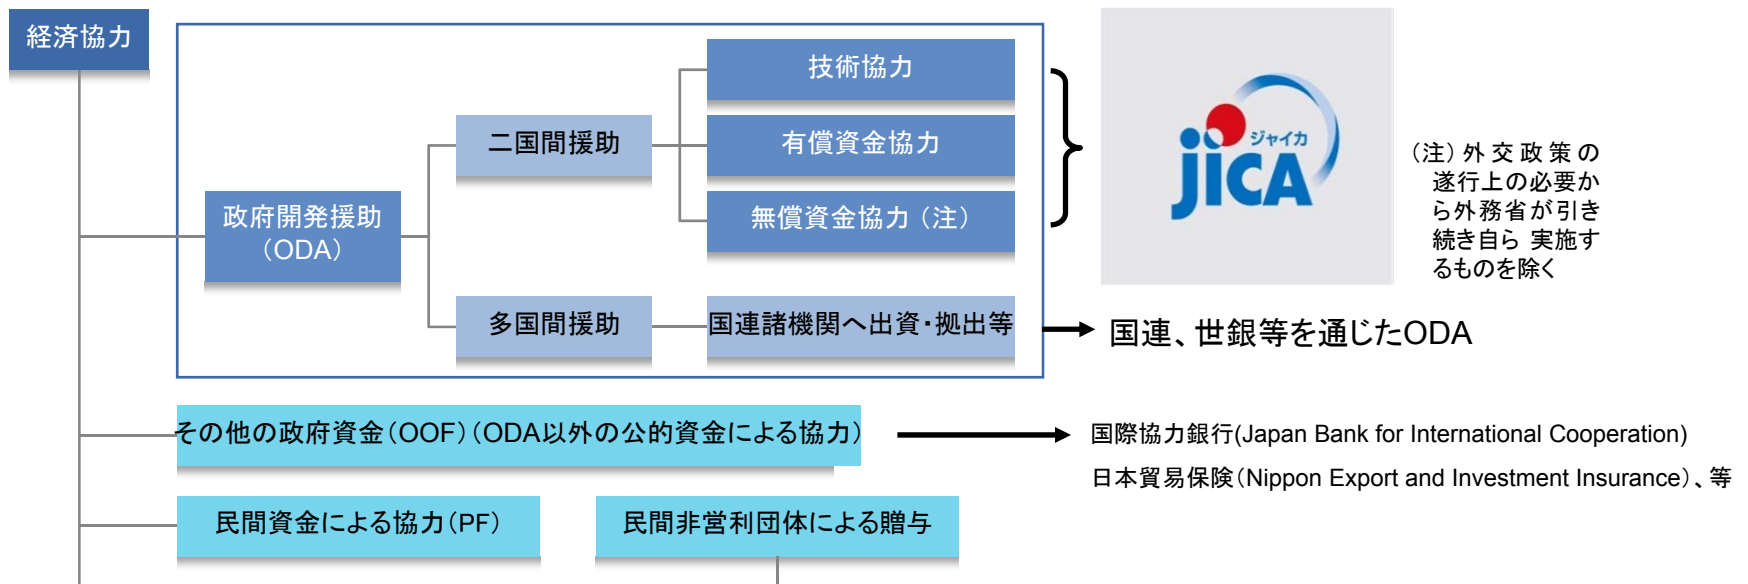 経済協力
技術協力
二国間援助
有償資金協力
政府開発援助
（ODA）
無償資金協力（注）
多国間援助
国連諸機関へ出資・拠出等
ジャイカ
JICA
（注）外交政策の
遂行上の必要か
ら外務省が引き
続き自ら 実施す
るものを除く
国連、世銀等を通じたODA
その他の政府資金（OOF）（ODA以外の公的資金による協力）
国際協力銀行(Japan Bank for International Cooperation)
日本貿易保険（Nippon Export and Investment Insurance）、等
民間資金による協力（PF）
民間非営利団体による贈与